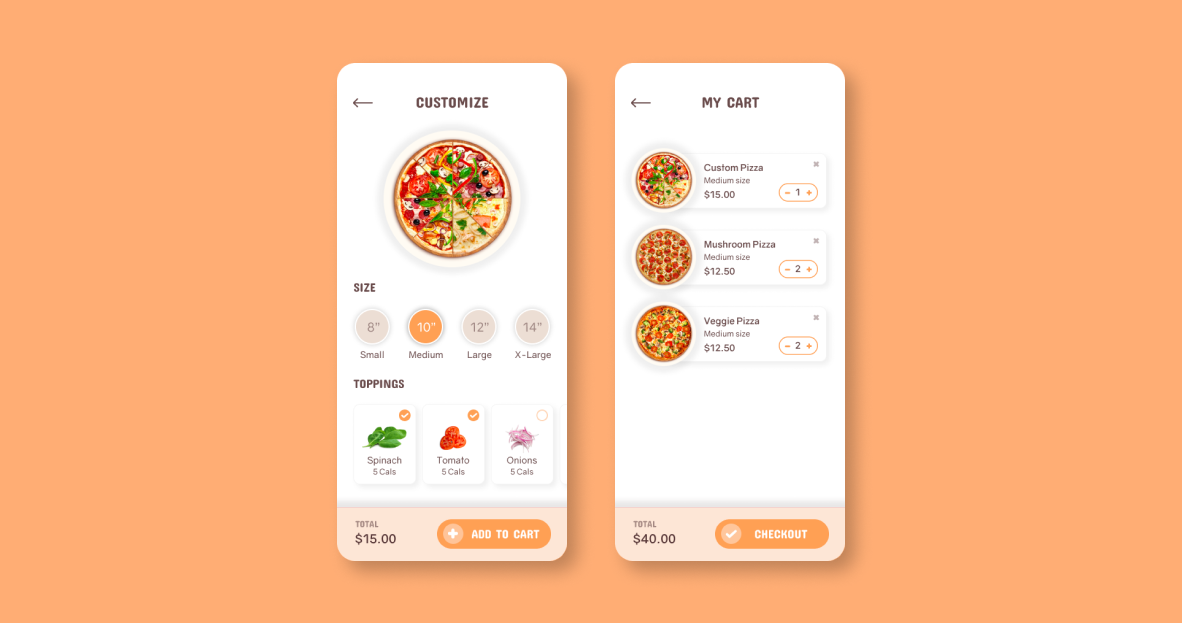 CUSTOMIZE
SIZE
8”
10”
12”
14”
Small
Medium
Large
X-Large
TOPPINGS
Spinach
5 Cals
Tomato
5 Cals
Onions
5 Cals
TOTAL
$15.00
ADD TO CART
MY CART
Custom Pizza
Medium size
$15.00
- 1 +
Mushroom Pizza
Medium size
$12.50
- 2 +
Veggie Pizza
Medium size
$12.50
- 2 +
TOTAL
$40.00
CHECKOUT